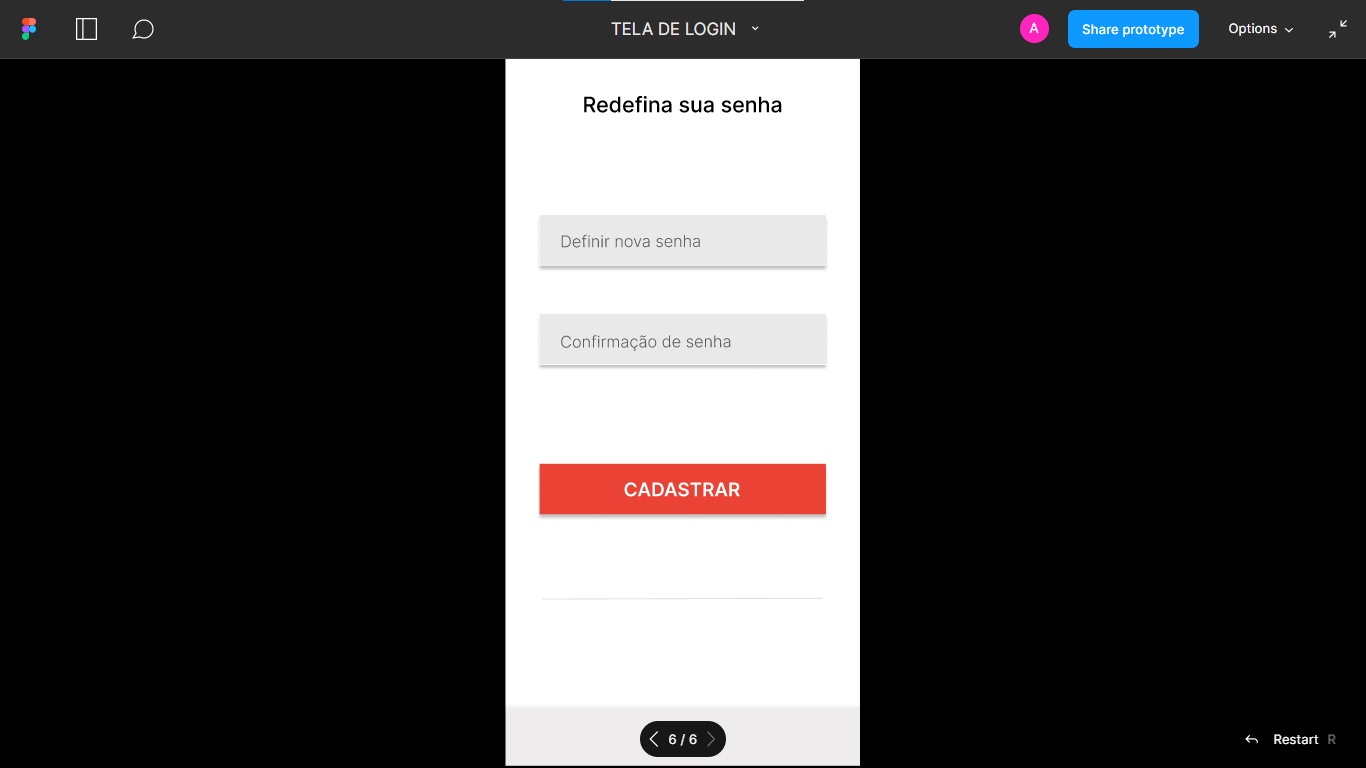 TELA DE LOGIN
A
Share prototype
Options
Redefina sua senha
Definir nova senha
Confirmação de senha
CADASTRAR
6 / 6
Restart R